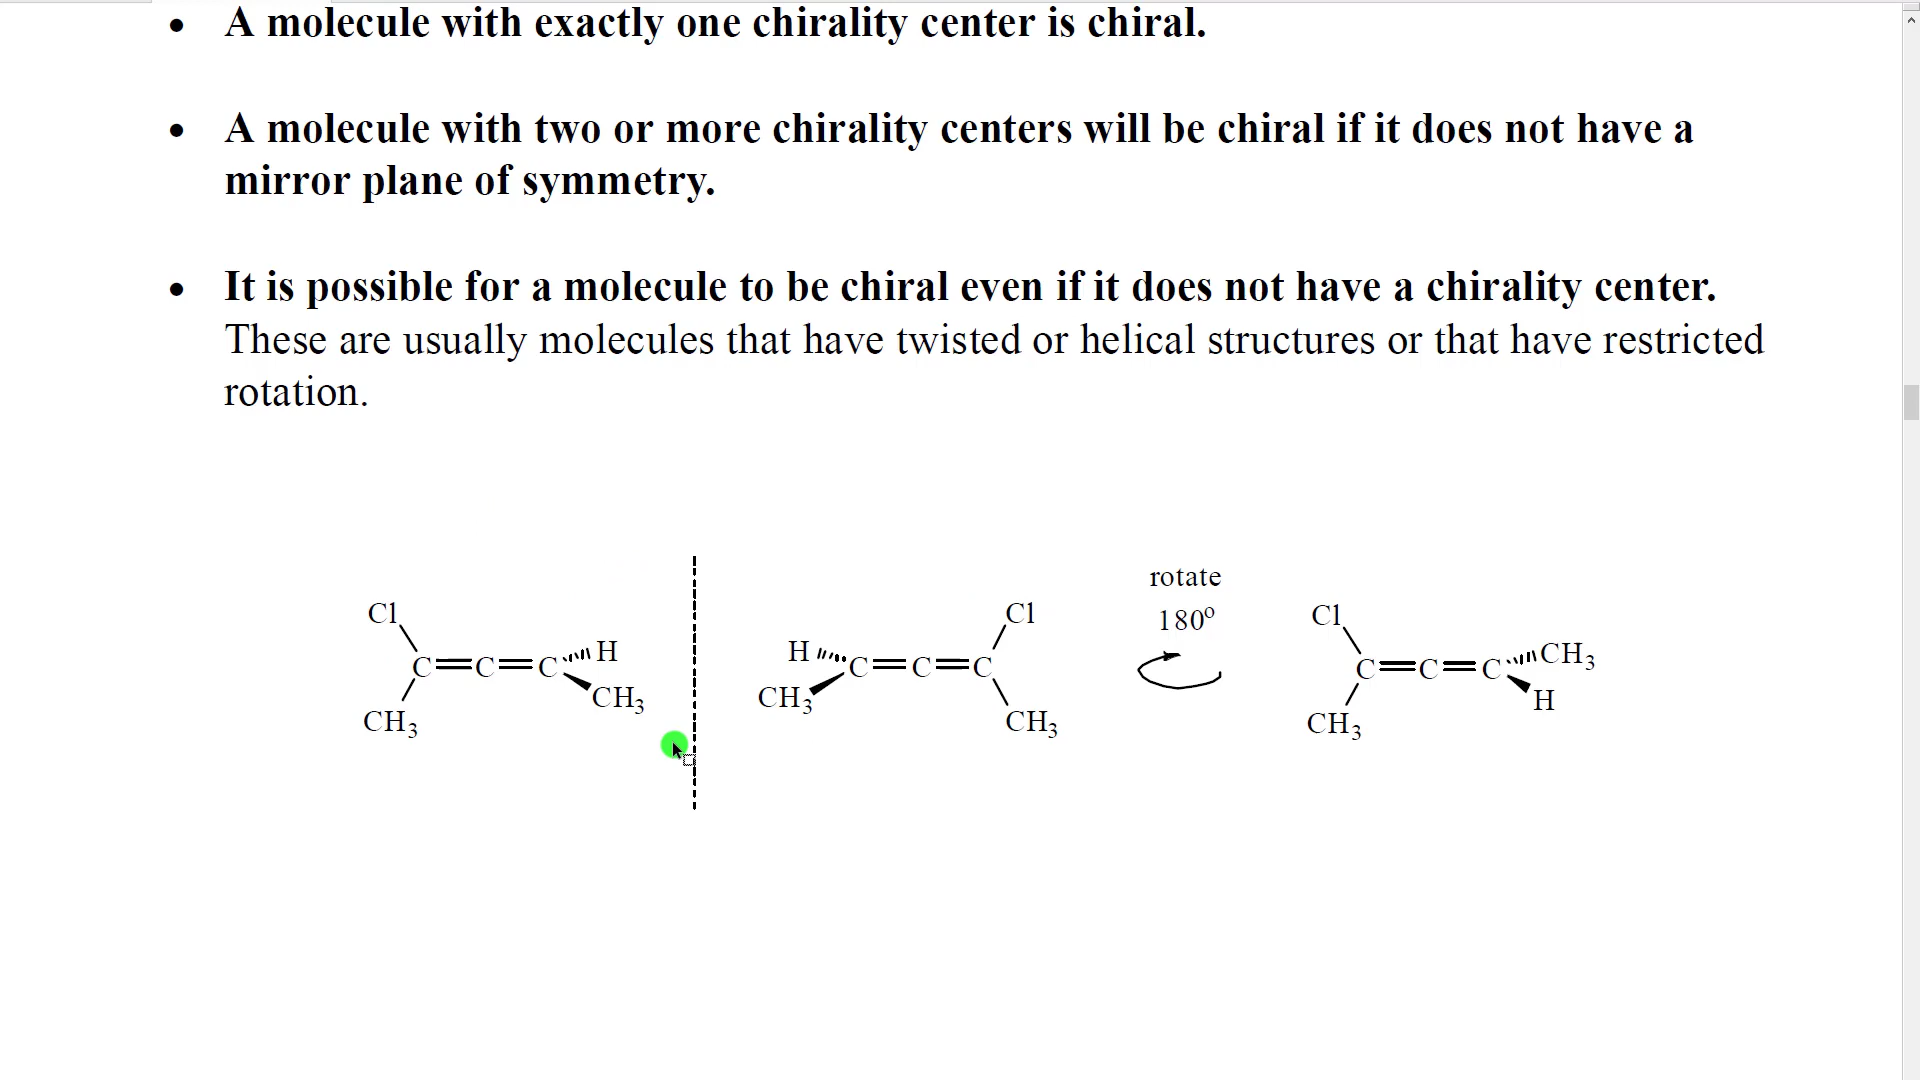 • A molecule with exactly one chirality center is chiral.
• A molecule with two or more chirality centers will be chiral if it does not have a
mirror plane of symmetry.
• It is possible for a molecule to be chiral even if it does not have a chirality center.
These are usually molecules that have twisted or helical structures or that have restricted
rotation.
Cl
C=C=C
H
CH₃
CH₃
H
C=C=C
Cl
CH₃
CH₃
rotate
180º
Cl
C=C=C
CH₃
H
CH₃